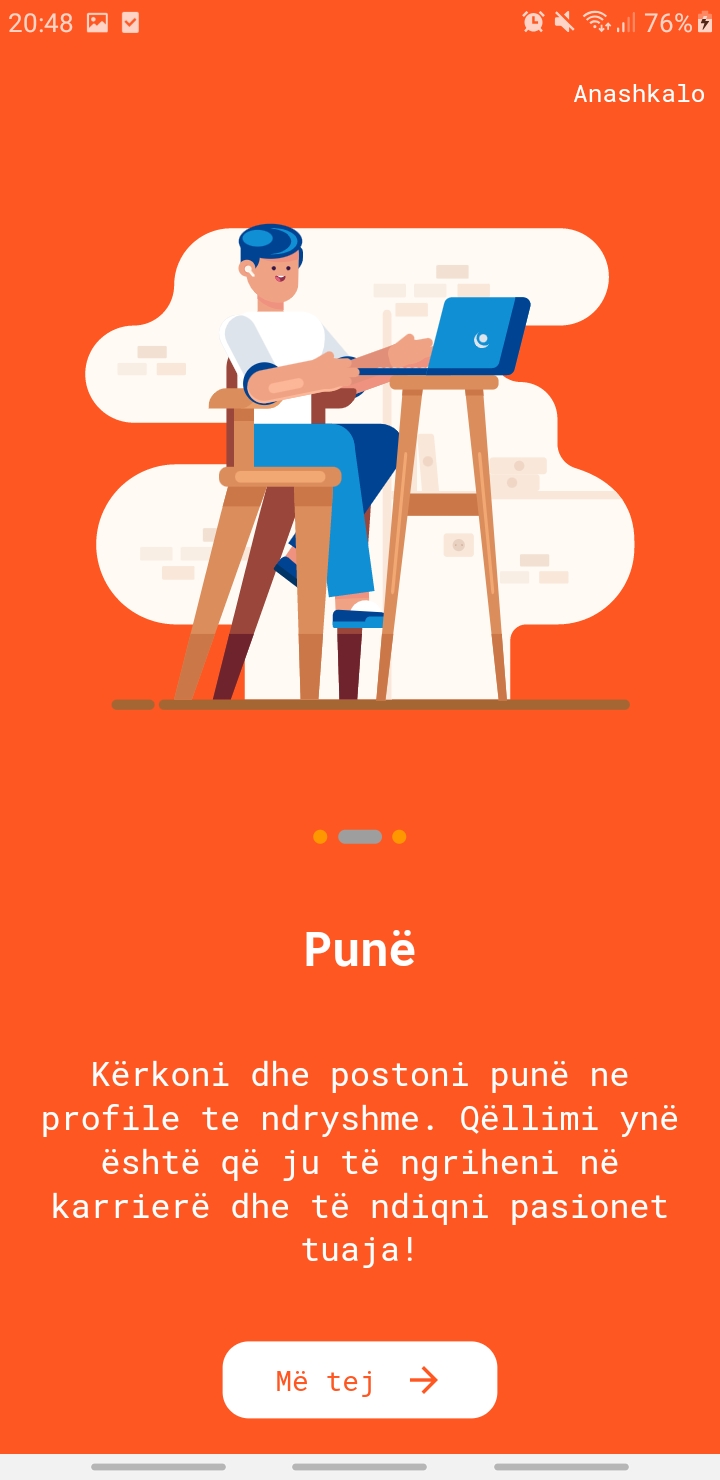 20:48 76%
Anashkalo
Punë
Kërkoni dhe postoni punë ne
profile te ndryshme. Qëllimi ynë
është që ju të ngriheni në
karrierë dhe të ndiqni pasionet
tuaja!
Më tej